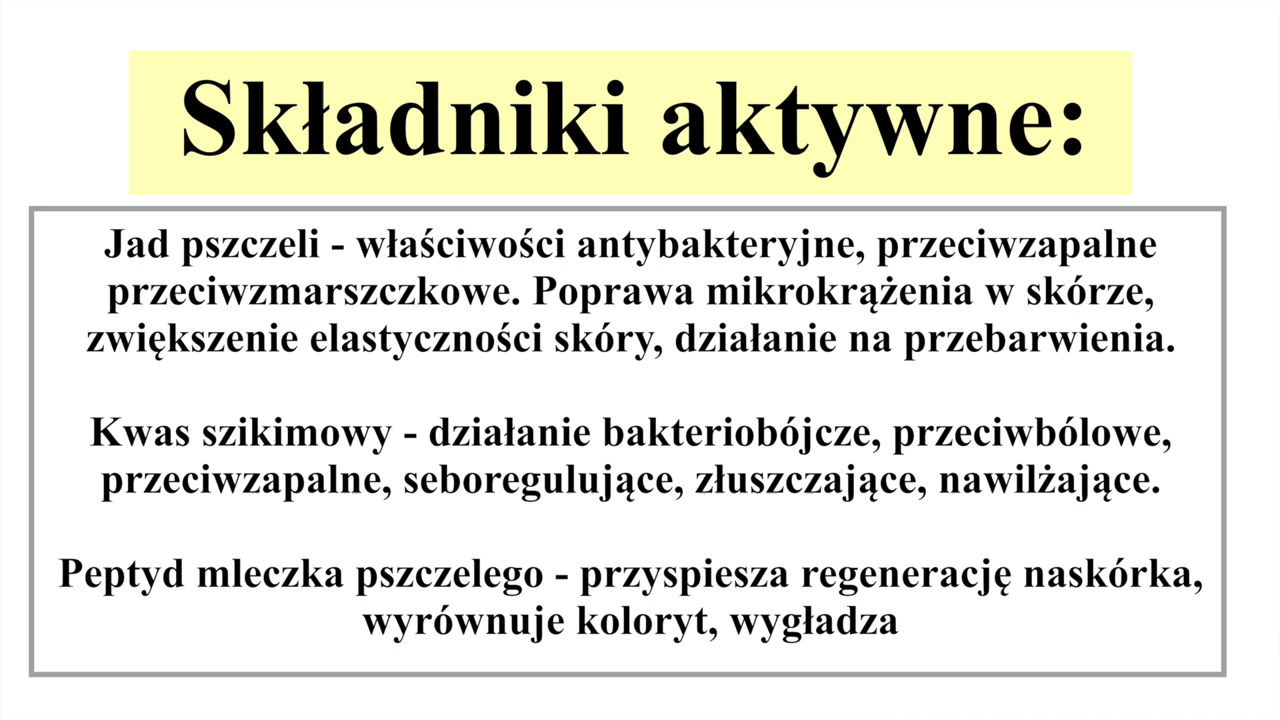 Składniki aktywne:
Jad pszczeli - właściwości antybakteryjne, przeciwzapalne
przeciwzmarszczkowe. Poprawa mikrokrążenia w skórze,
zwiększenie elastyczności skóry, działanie na przebarwienia.
Kwas szikimowy - działanie bakteriobójcze, przeciwbólowe,
przeciwzapalne, seboregulujące, złuszczające, nawilżające.
Peptyd mleczka pszczelego - przyspiesza regenerację naskórka,
wyrównuje koloryt, wygładza